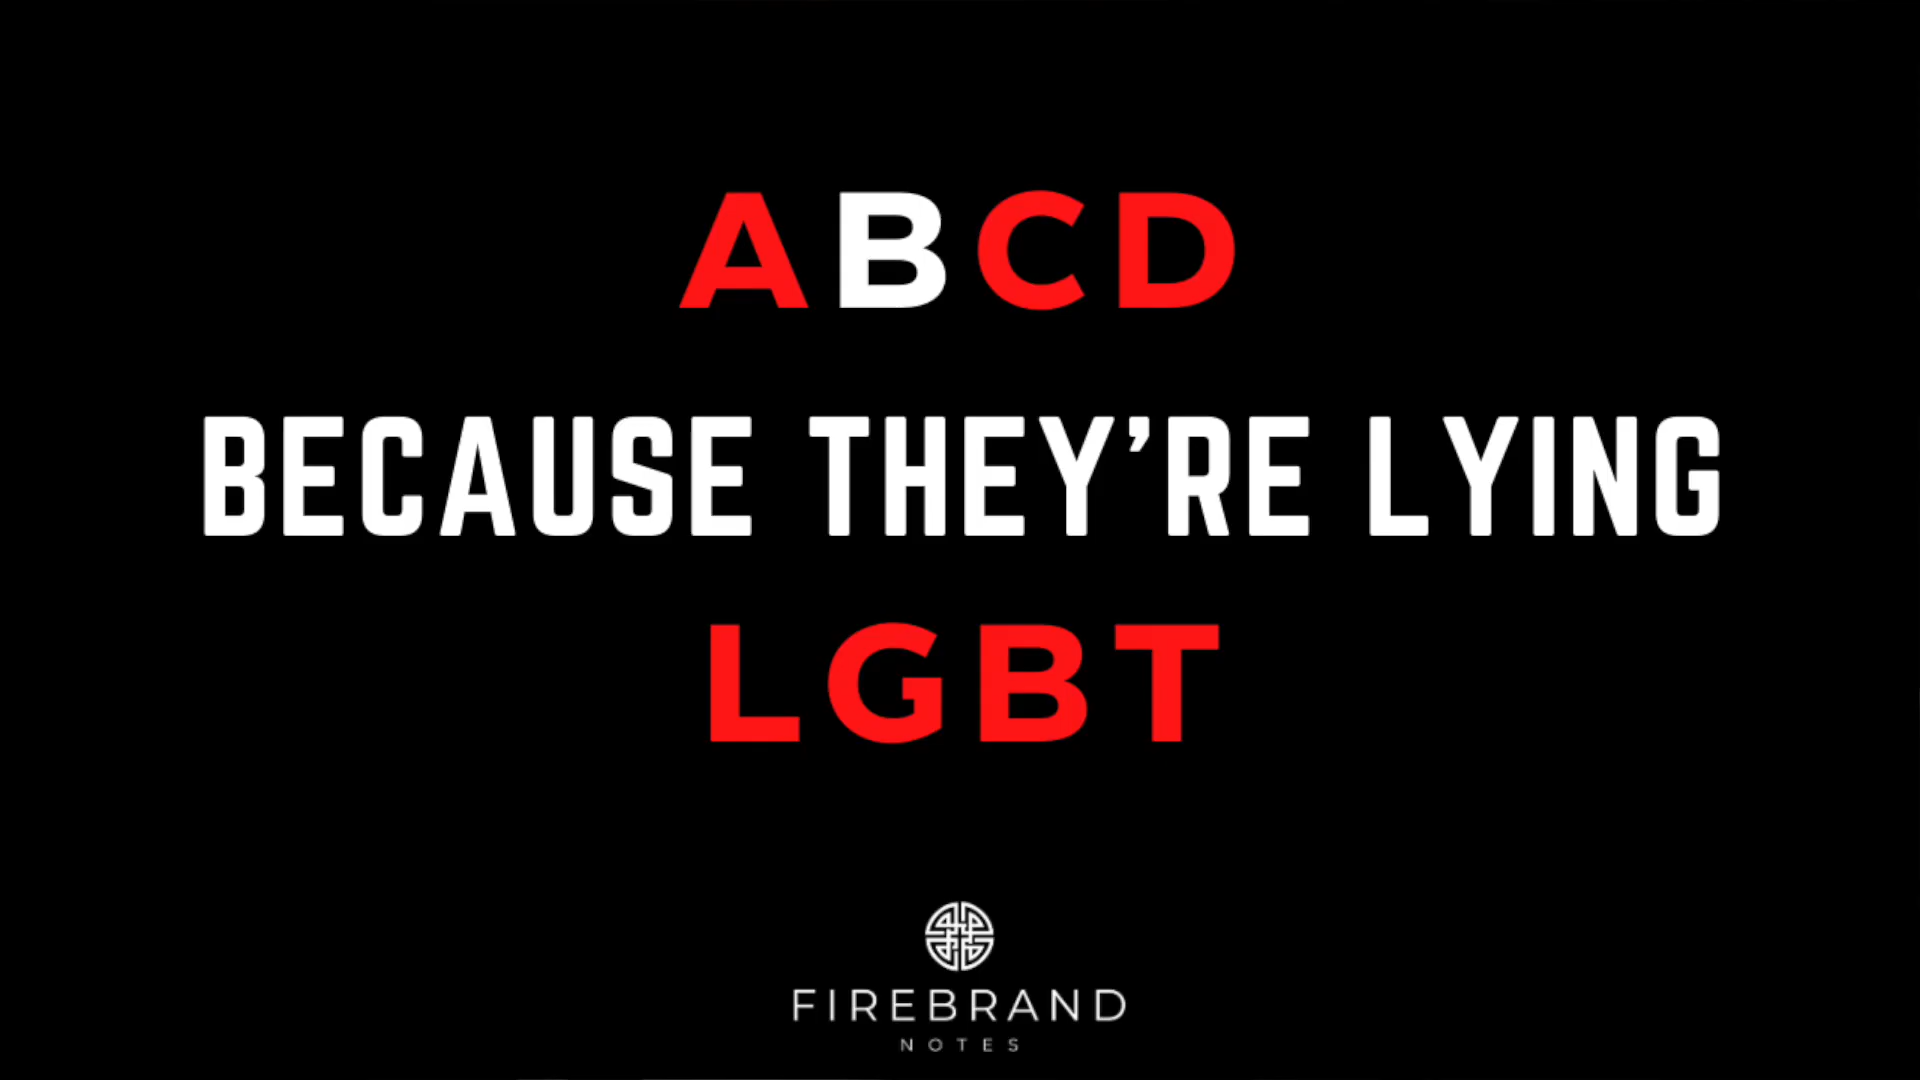 ABCD
BECAUSE THEY'RE LYING
LGBT
FIREBRAND
NOTES